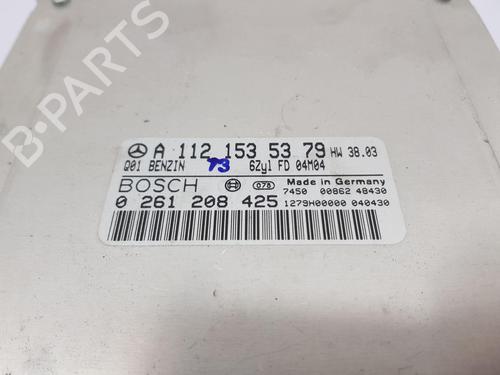 B-PARTS
A 112 153 53 79 HW 38.03
Q01 BENZIN 73 6Zyl FD 04M04
BOSCH 078 Made in Germany
7450 00862 48430
0 261 208 425 1279H00000 040430